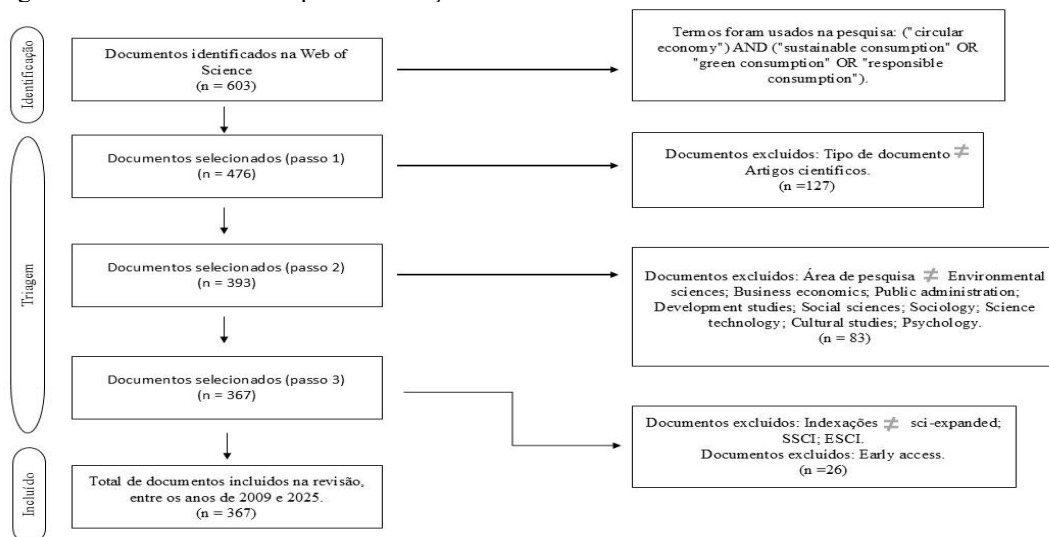 Identificação
Documentos identificados na Web of
Science
(n = 603)
Termos foram usados na pesquisa: ("circular
economy") AND ("sustainable consumption" OR
"green consumption" OR "responsible
consumption").
Triagem
Documentos selecionados (passo 1)
(n = 476)
Documentos excluídos: Tipo de documento ≠
Artigos científicos.
(n =127)
Documentos selecionados (passo 2)
(n = 393)
Documentos excluídos: Área de pesquisa ≠ Environmental
sciences; Business economics; Public administration;
Development studies; Social sciences; Sociology; Science
technology; Cultural studies; Psychology.
(n = 83)
Documentos selecionados (passo 3)
(n = 367)
Documentos excluídos: Indexações ≠ sci-expanded;
SSCI; ESCI.
Documentos excluídos: Early access.
(n =26)
Incluído
Total de documentos incluídos na revisão,
entre os anos de 2009 e 2025.
(n = 367)